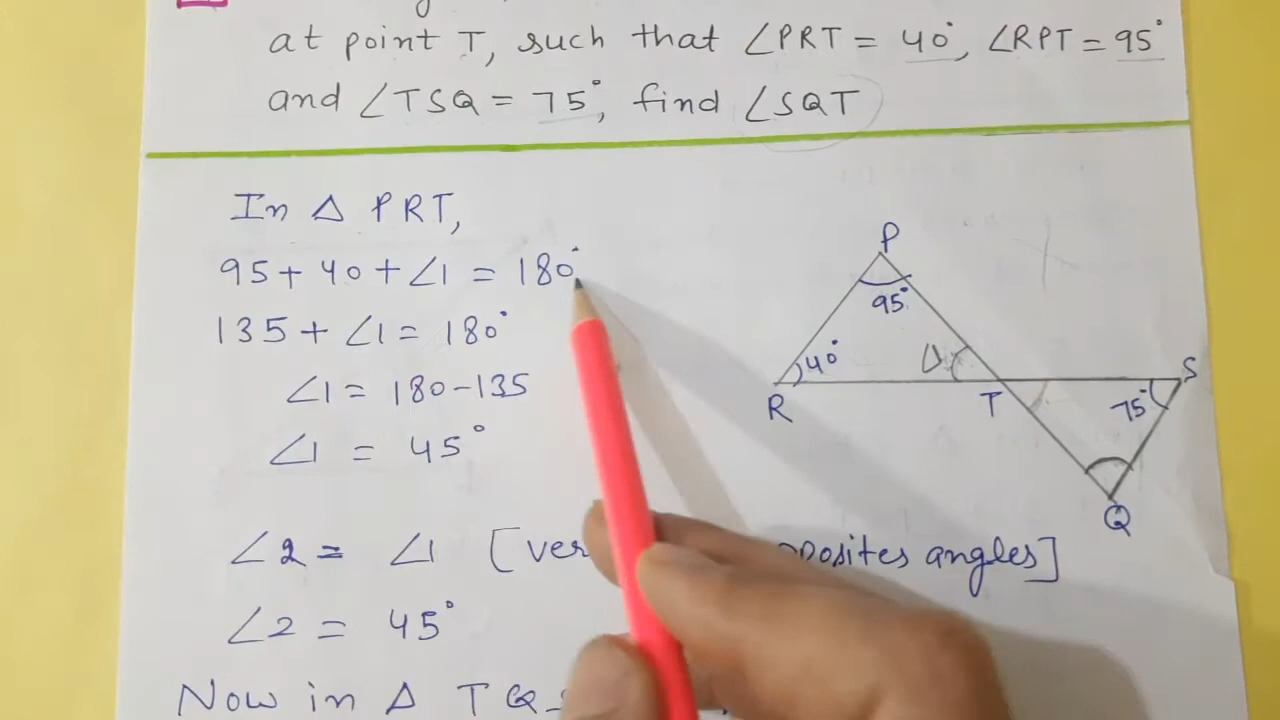 at point T, such that ∠PRT = 40°, ∠RPT = 95°
and ∠TSQ = 75°, find ∠SQT
In △ PRT,
95 + 40 + ∠1 = 180°
135 + ∠1 = 180°
∠1 = 180 - 135
∠1 = 45°
∠2 = ∠1 [ver opposites angles]
∠2 = 45°
Now in △ TQ
P
95°
40°
R
T
75°
S
Q